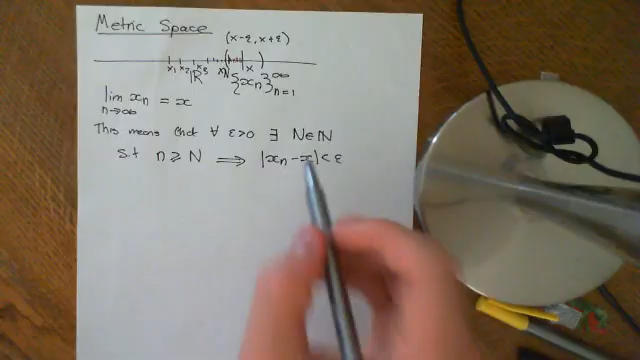 Metric Space
(x-ε, x+ε)
x₁ x₂ x₃ xN x
ℝ {xₙ}ₙ₌₁^∞
lim xₙ = x
n→∞
This means that ∀ ε>0 ∃ N∈ℕ
s.t n ⩾ N ⟹ |xₙ - x| < ε